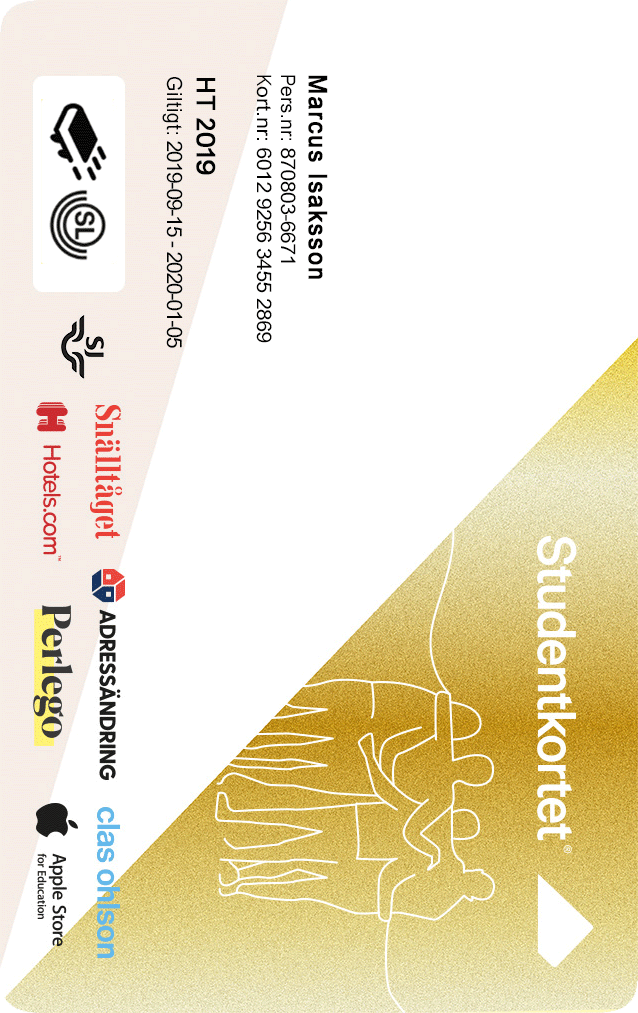 Studentkortet®
Marcus Isaksson
Pers.nr: 870803-6671
Kort.nr: 6012 9256 3455 2869
HT 2019
Giltigt: 2019-09-15 - 2020-01-05
SL
SJ
Snälltåget
ADRESSÄNDRING
clas ohlson
Hotels.com™
Perlego
Apple Store
for Education